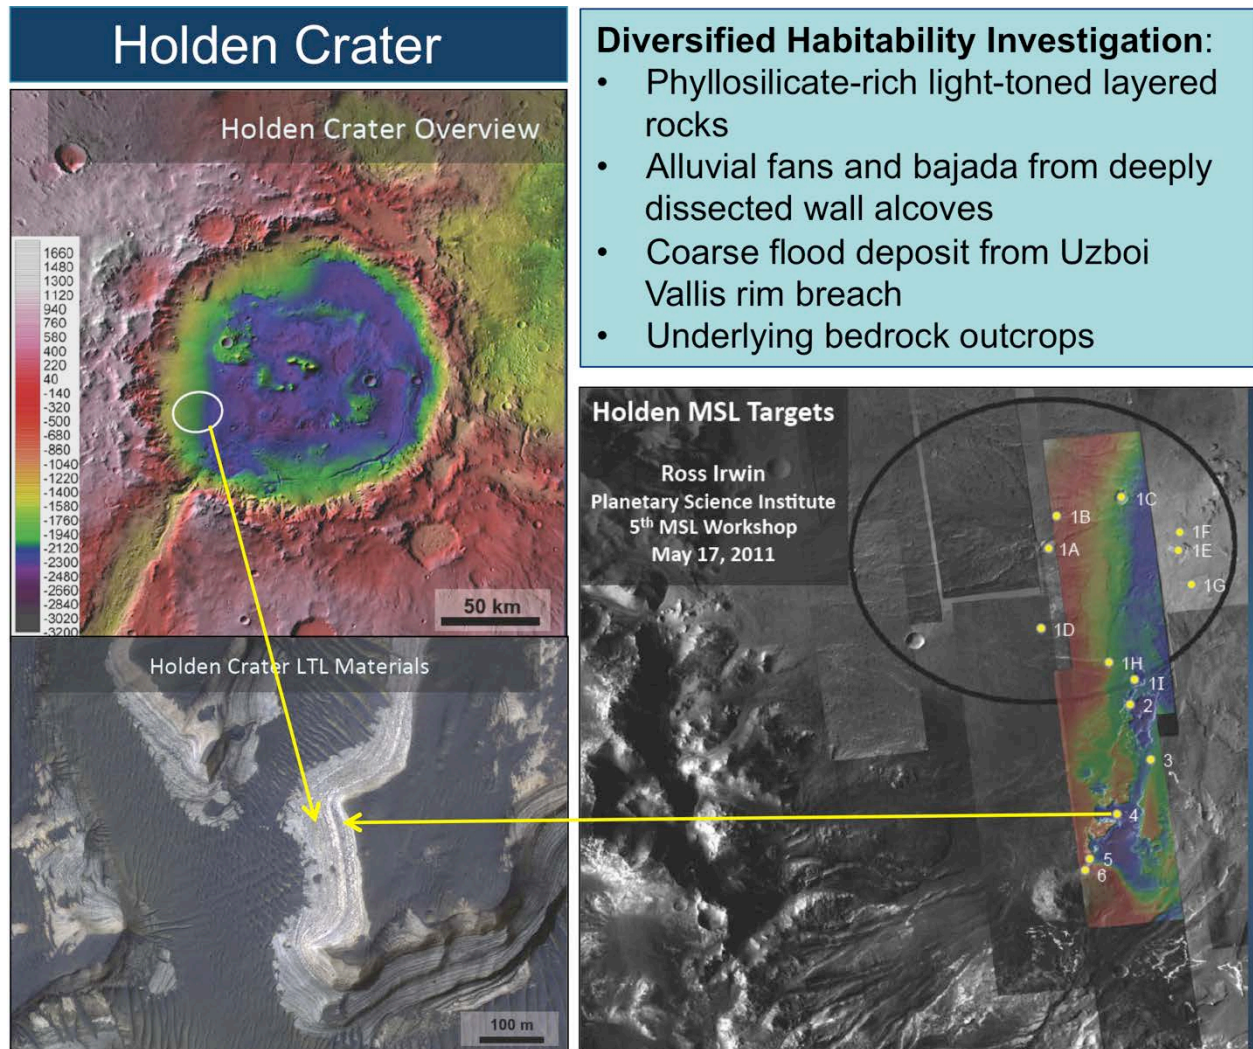 Holden Crater
Diversified Habitability Investigation:
• Phyllosilicate-rich light-toned layered
rocks
• Alluvial fans and bajada from deeply
dissected wall alcoves
• Coarse flood deposit from Uzboi
Vallis rim breach
• Underlying bedrock outcrops
Holden Crater Overview
1660
1480
1300
1120
940
760
580
400
220
40
-140
-320
-500
-680
-860
-1040
-1220
-1400
-1580
-1760
-1940
-2120
-2300
-2480
-2660
-2840
-3020
-3200
50 km
Holden Crater LTL Materials
100 m
Holden MSL Targets
Ross Irwin
Planetary Science Institute
5th MSL Workshop
May 17, 2011
1C
1B
1F
1A
1E
1G
1D
1H
1I
2
3
4
5
6